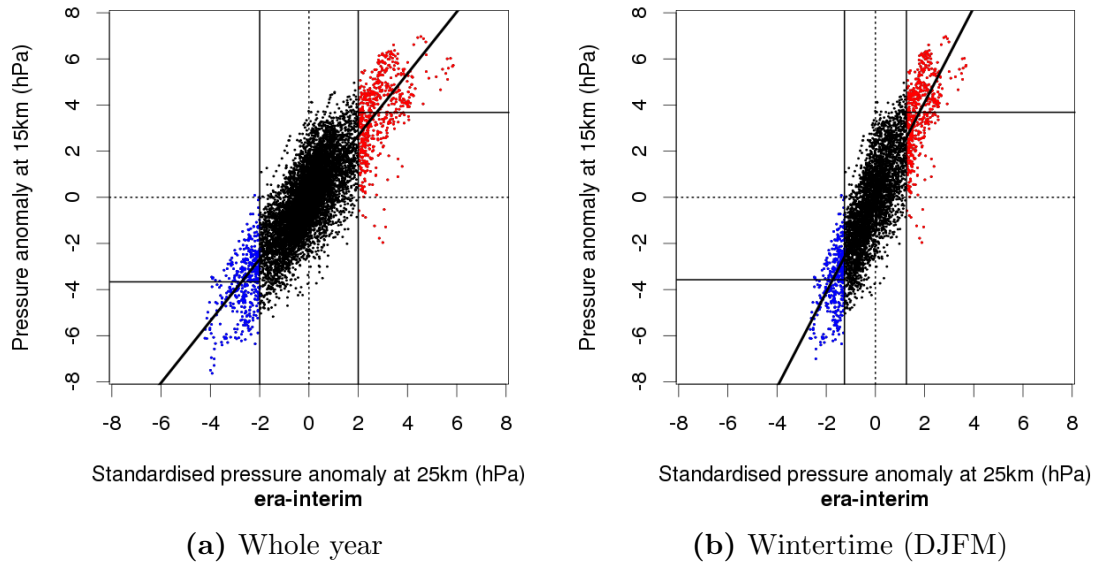 Pressure anomaly at 15km (hPa)
8
6
4
2
0
-2
-4
-6
-8
-8 -6 -4 -2 0 2 4 6 8
Standardised pressure anomaly at 25km (hPa)
era-interim
(a) Whole year
Pressure anomaly at 15km (hPa)
8
6
4
2
0
-2
-4
-6
-8
-8 -6 -4 -2 0 2 4 6 8
Standardised pressure anomaly at 25km (hPa)
era-interim
(b) Wintertime (DJFM)